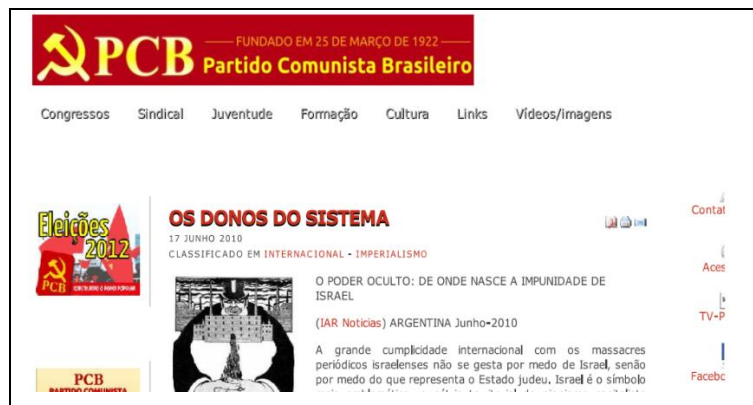 PCB
FUNDADO EM 25 DE MARÇO DE 1922
Partido Comunista Brasileiro
Congressos Sindical Juventude Formação Cultura Links Vídeos/imagens
Eleições
2012
PCB
OS DONOS DO SISTEMA
17 JUNHO 2010
CLASSIFICADO EM INTERNACIONAL - IMPERIALISMO
O PODER OCULTO: DE ONDE NASCE A IMPUNIDADE DE
ISRAEL
(IAR Noticias) ARGENTINA Junho-2010
A grande cumplicidade internacional com os massacres
periódicos israelenses não se gesta por medo de Israel, senão
por medo do que representa o Estado judeu. Israel é o símbolo
Contat
Aces
TV-P
Facebo
PCB
PARTIDO COMUNISTA